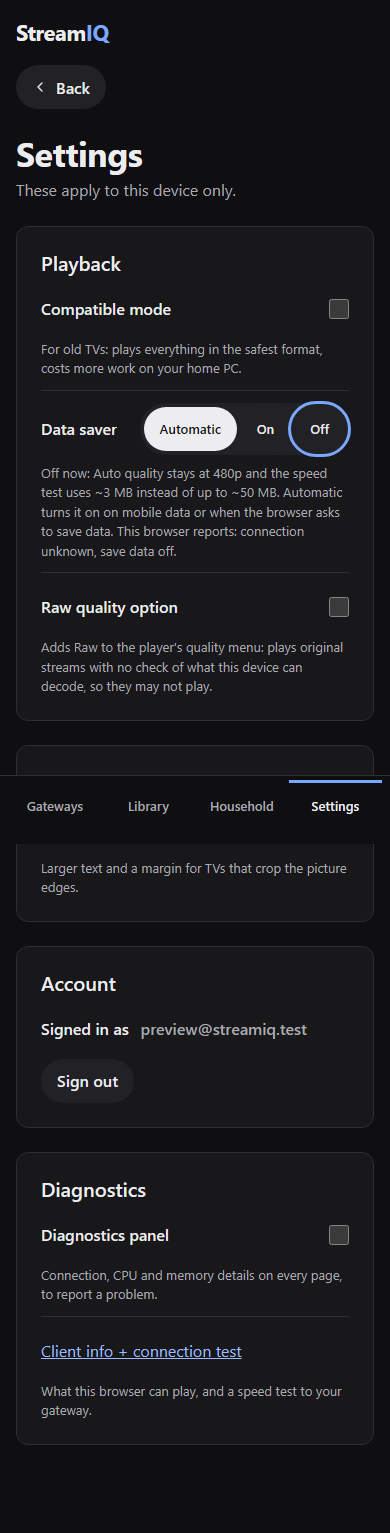 StreamIQ
Back
Settings
These apply to this device only.
Playback
Compatible mode
For old TVs: plays everything in the safest format,
costs more work on your home PC.
Data saver Automatic On Off
Off now: Auto quality stays at 480p and the speed
test uses ~3 MB instead of up to ~50 MB. Automatic
turns it on on mobile data or when the browser asks
to save data. This browser reports: connection
unknown, save data off.
Raw quality option
Adds Raw to the player's quality menu: plays original
streams with no check of what this device can
decode, so they may not play.
Gateways Library Household Settings
Larger text and a margin for TVs that crop the picture
edges.
Account
Signed in as preview@streamiq.test
Sign out
Diagnostics
Diagnostics panel
Connection, CPU and memory details on every page,
to report a problem.
Client info + connection test
What this browser can play, and a speed test to your
gateway.